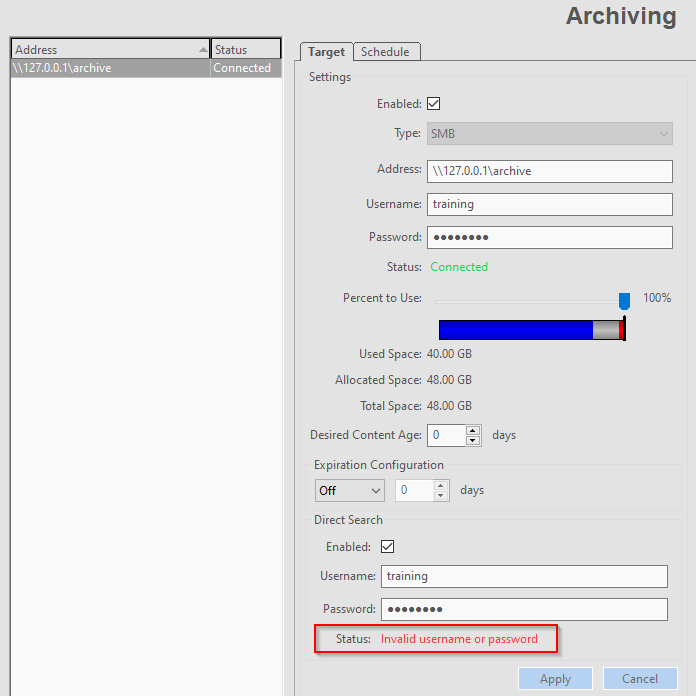 Archiving
Address Status
\\127.0.0.1\archive Connected
Target Schedule
Settings
Enabled:
Type: SMB
Address: \\127.0.0.1\archive
Username: training
Password: ●●●●●●●●
Status: Connected
Percent to Use: 100%
Used Space: 40.00 GB
Allocated Space: 48.00 GB
Total Space: 48.00 GB
Desired Content Age: 0 days
Expiration Configuration
Off 0 days
Direct Search
Enabled:
Username: training
Password: ●●●●●●●●
Status: Invalid username or password
Apply Cancel